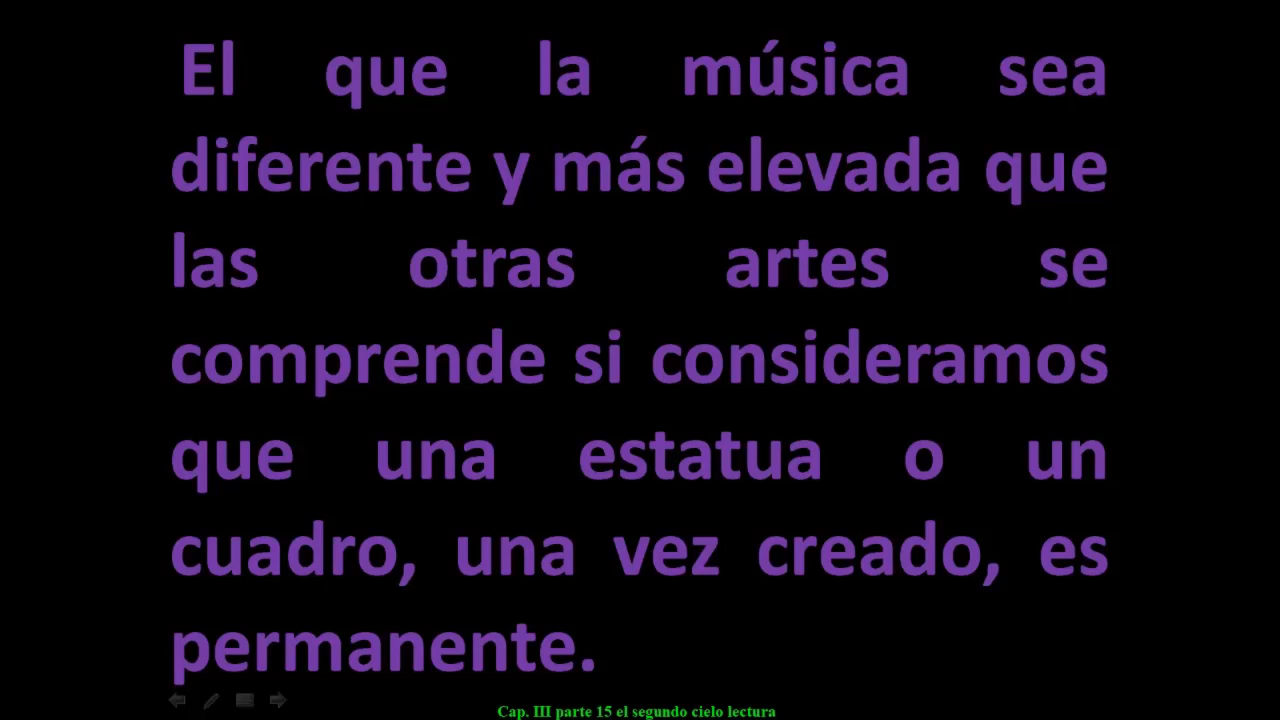 El que la música sea
diferente y más elevada que
las otras artes se
comprende si consideramos
que una estatua o un
cuadro, una vez creado, es
permanente.
Cap. III parte 15 el segundo cielo lectura